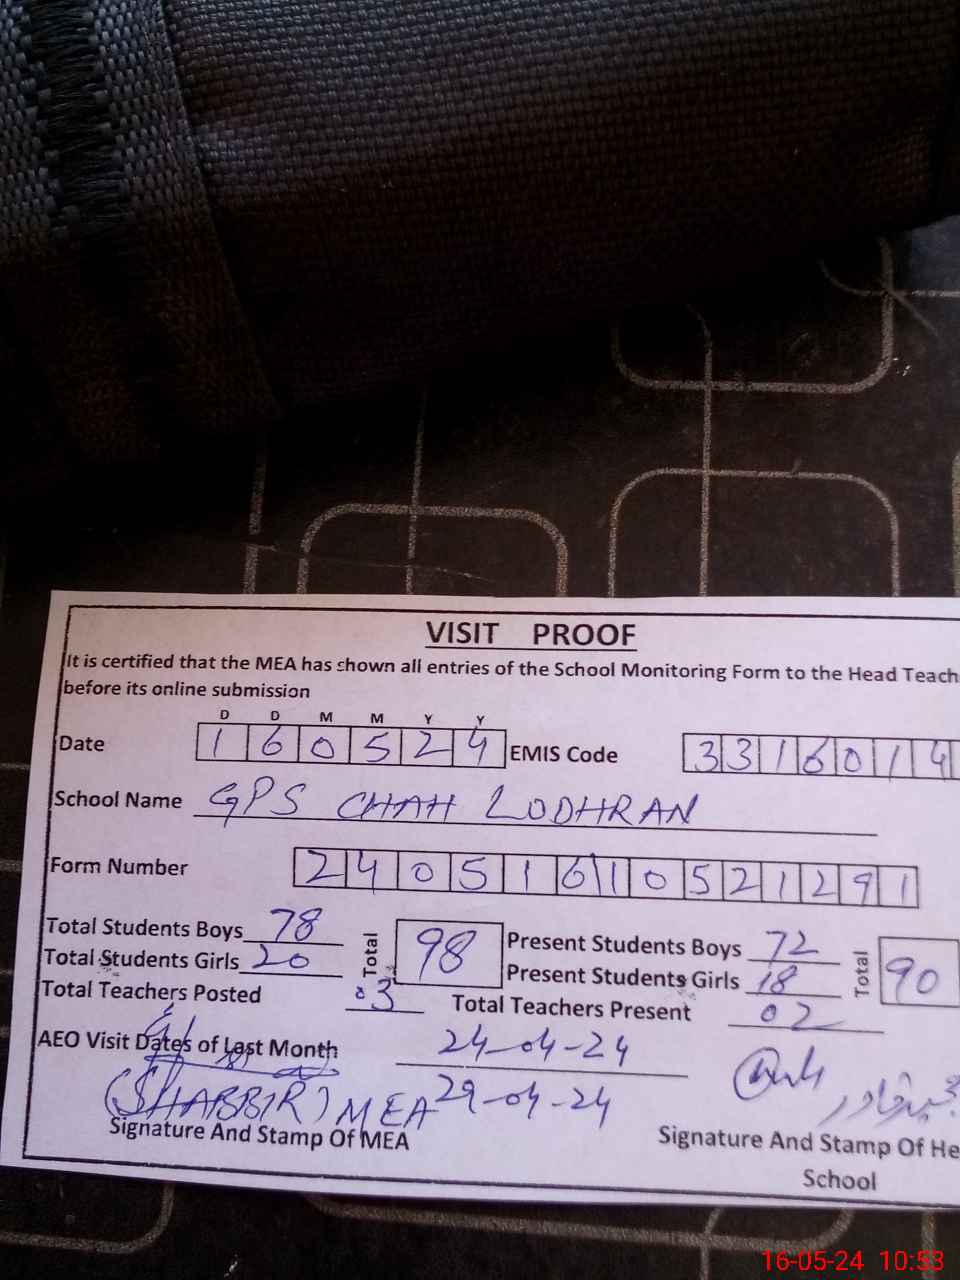 VISIT PROOF
It is certified that the MEA has shown all entries of the School Monitoring Form to the Head Teach
before its online submission
D D M M Y Y
Date 1 6 0 5 2 4 EMIS Code 3 3 1 6 0 1 4
School Name GPS CHAH LODHRAN
Form Number 2 4 0 5 1 6 1 0 5 2 1 2 9 1
Total Students Boys 78 Total 98 Present Students Boys 72 Total 90
Total Students Girls 20 Present Students Girls 18
Total Teachers Posted 03 Total Teachers Present 02
AEO Visit Dates of Last Month 24-04-24
(SHABBIR) MEA 29-04-24
Signature And Stamp Of MEA Signature And Stamp Of He
School
16-05-24 10:53